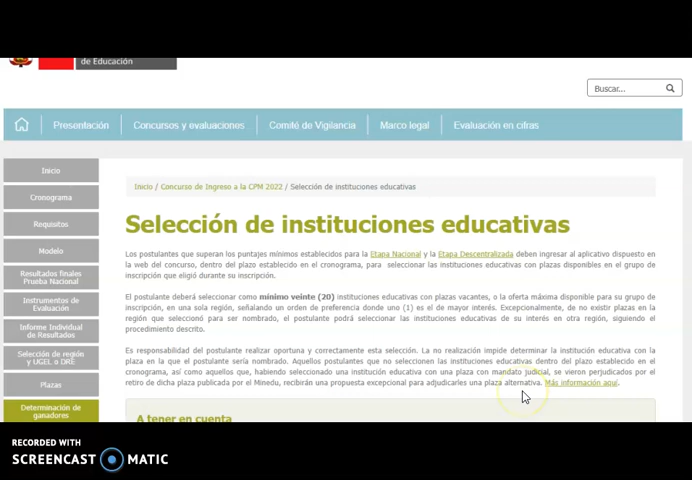 de Educación
Buscar...
Presentación
Concursos y evaluaciones
Comité de Vigilancia
Marco legal
Evaluación en cifras
Inicio
Cronograma
Requisitos
Modelo
Resultados finales
Prueba Nacional
Instrumentos de
Evaluación
Informe Individual
de Resultados
Selección de región
y UGEL o DRE
Plazas
Determinación de
ganadores
Inicio / Concurso de Ingreso a la CPM 2022 / Selección de instituciones educativas
Selección de instituciones educativas
Los postulantes que superan los puntajes mínimos establecidos para la Etapa Nacional y la Etapa Descentralizada deben ingresar al aplicativo dispuesto en
la web del concurso, dentro del plazo establecido en el cronograma, para seleccionar las instituciones educativas con plazas disponibles en el grupo de
inscripción que eligió durante su inscripción.
El postulante deberá seleccionar como mínimo veinte (20) instituciones educativas con plazas vacantes, o la oferta máxima disponible para su grupo de
inscripción, en una sola región, señalando un orden de preferencia donde uno (1) es el de mayor interés. Excepcionalmente, de no existir plazas en la
región que seleccionó para ser nombrado, el postulante podrá seleccionar las instituciones educativas de su interés en otra región, siguiendo el
procedimiento descrito.
Es responsabilidad del postulante realizar oportuna y correctamente esta selección. La no realización impide determinar la institución educativa con la
plaza en la que el postulante sería nombrado. Aquellos postulantes que no seleccionen las instituciones educativas dentro del plazo establecido en el
cronograma, así como aquellos que, habiendo seleccionado una institución educativa con una plaza con mandato judicial, se vieron perjudicados por el
retiro de dicha plaza publicada por el Minedu, recibirán una propuesta excepcional para adjudicarles una plaza alternativa. Más información aquí.
A tener en cuenta
RECORDED WITH
SCREENCAST MATIC